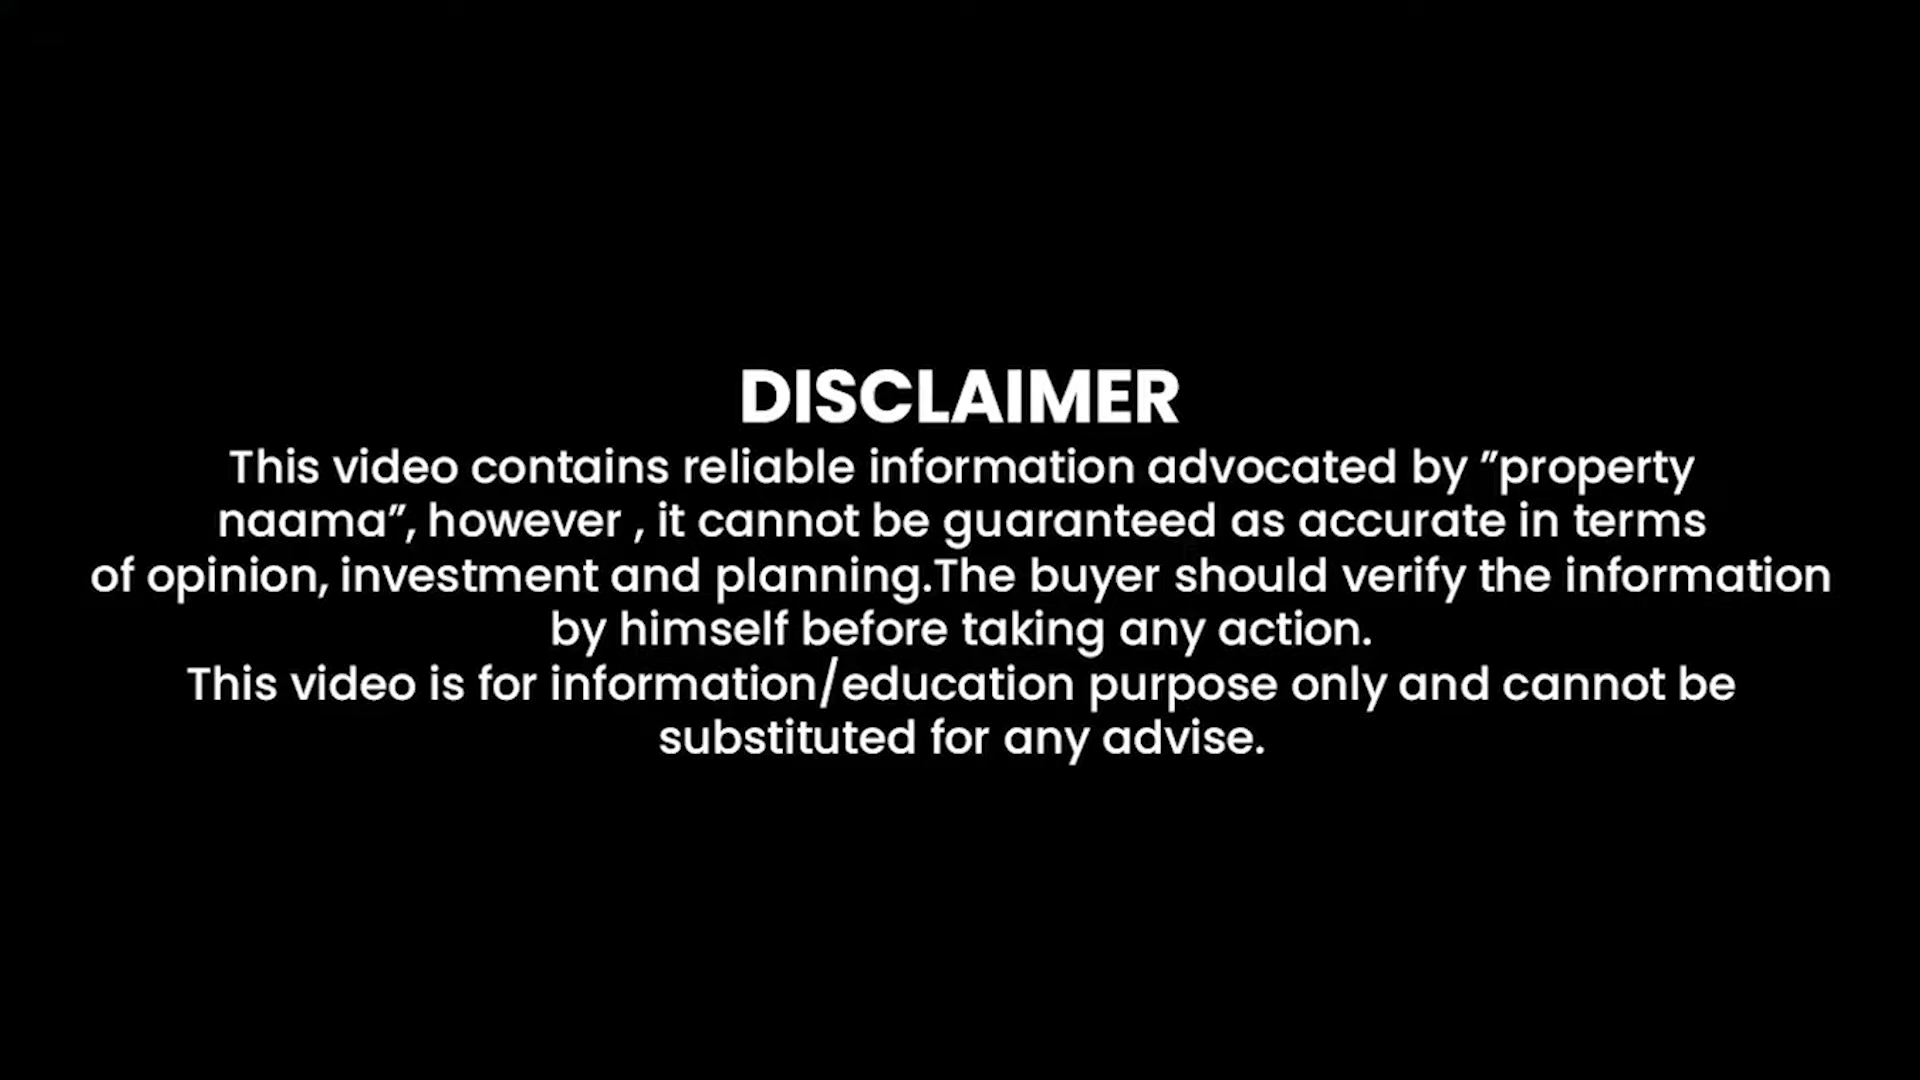 DISCLAIMER
This video contains reliable information advocated by ”property
naama”, however , it cannot be guaranteed as accurate in terms
of opinion, investment and planning.The buyer should verify the information
by himself before taking any action.
This video is for information/education purpose only and cannot be
substituted for any advise.